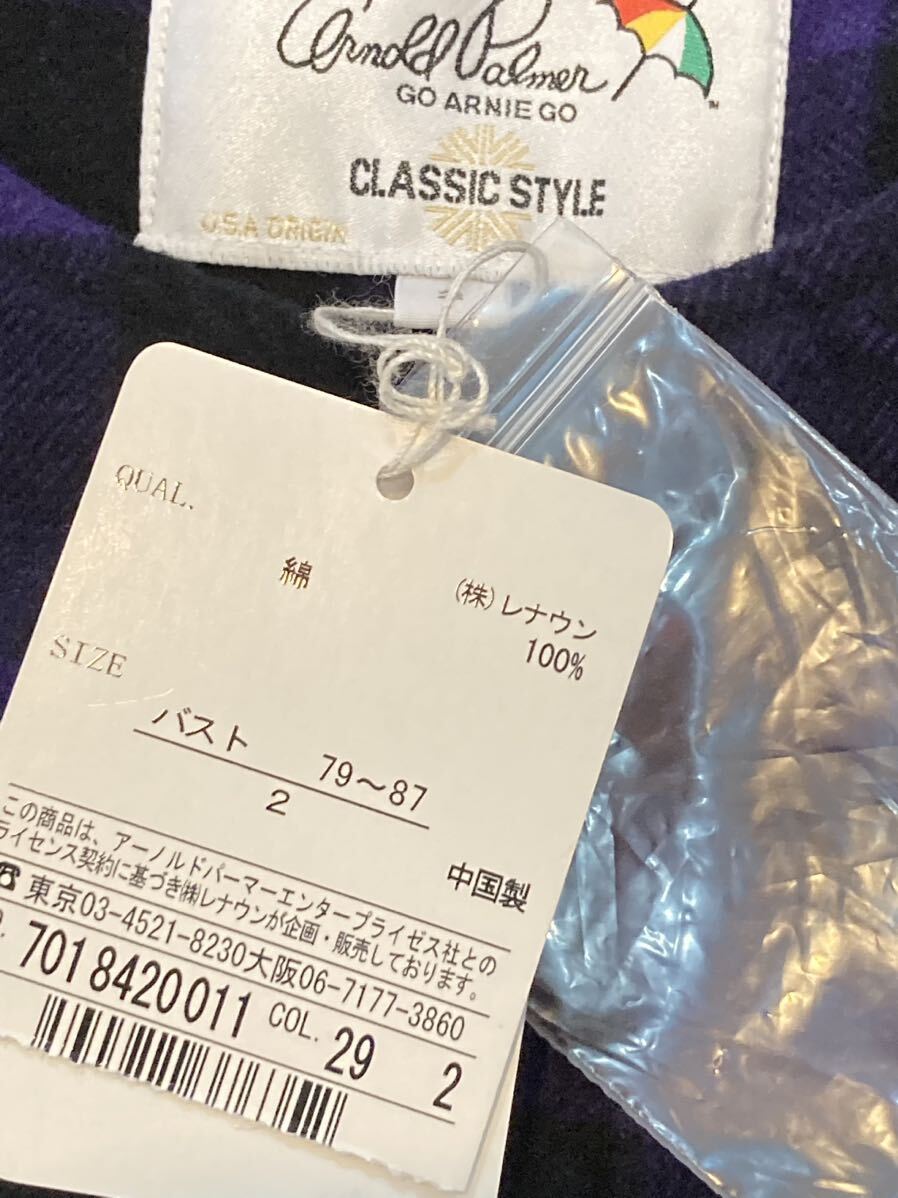 Arnold Palmer
™
GO ARNIE GO
CLASSIC STYLE
U.S.A ORIGIN
QUAL.
(株)レナウン
綿 100%
SIZE
バスト 79〜87
2
中国製
この商品は、アーノルドパーマーエンタープライゼス社との
ライセンス契約に基づき㈱レナウンが企画・販売しております。
☎ 東京03-4521-8230大阪06-7177-3860
7018420011 COL. 29 2